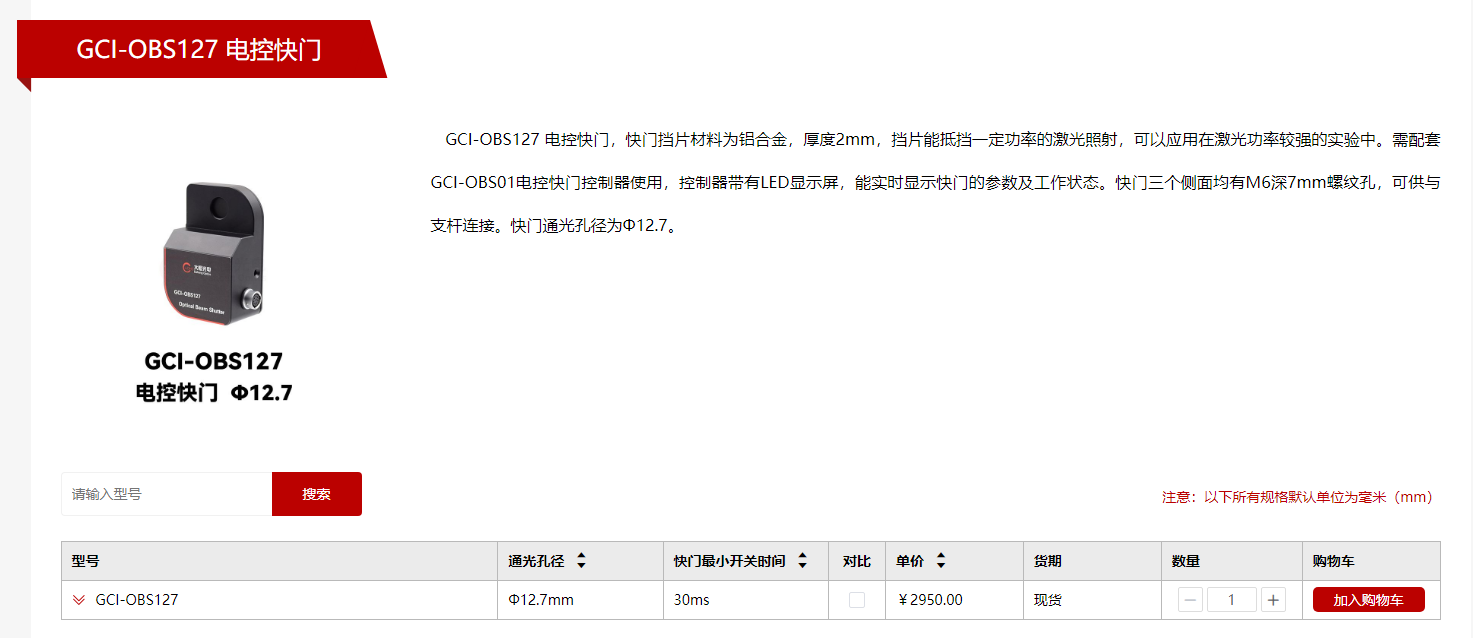 GCI-OBS127 电控快门
GCI-OBS127 电控快门，快门挡片材料为铝合金，厚度2mm，挡片能抵挡一定功率的激光照射，可以应用在激光功率较强的实验中。需配套
GCI-OBS01电控快门控制器使用，控制器带有LED显示屏，能实时显示快门的参数及工作状态。快门三个侧面均有M6深7mm螺纹孔，可供与
支杆连接。快门通光孔径为Φ12.7。
大恒光电
GCI-OBS127
Optical Beam Shutter
GCI-OBS127
电控快门 Φ12.7
请输入型号 搜索
注意：以下所有规格默认单位为毫米（mm）
型号 通光孔径 快门最小开关时间 对比 单价 货期 数量 购物车
GCI-OBS127 Φ12.7mm 30ms ￥2950.00 现货 1 加入购物车